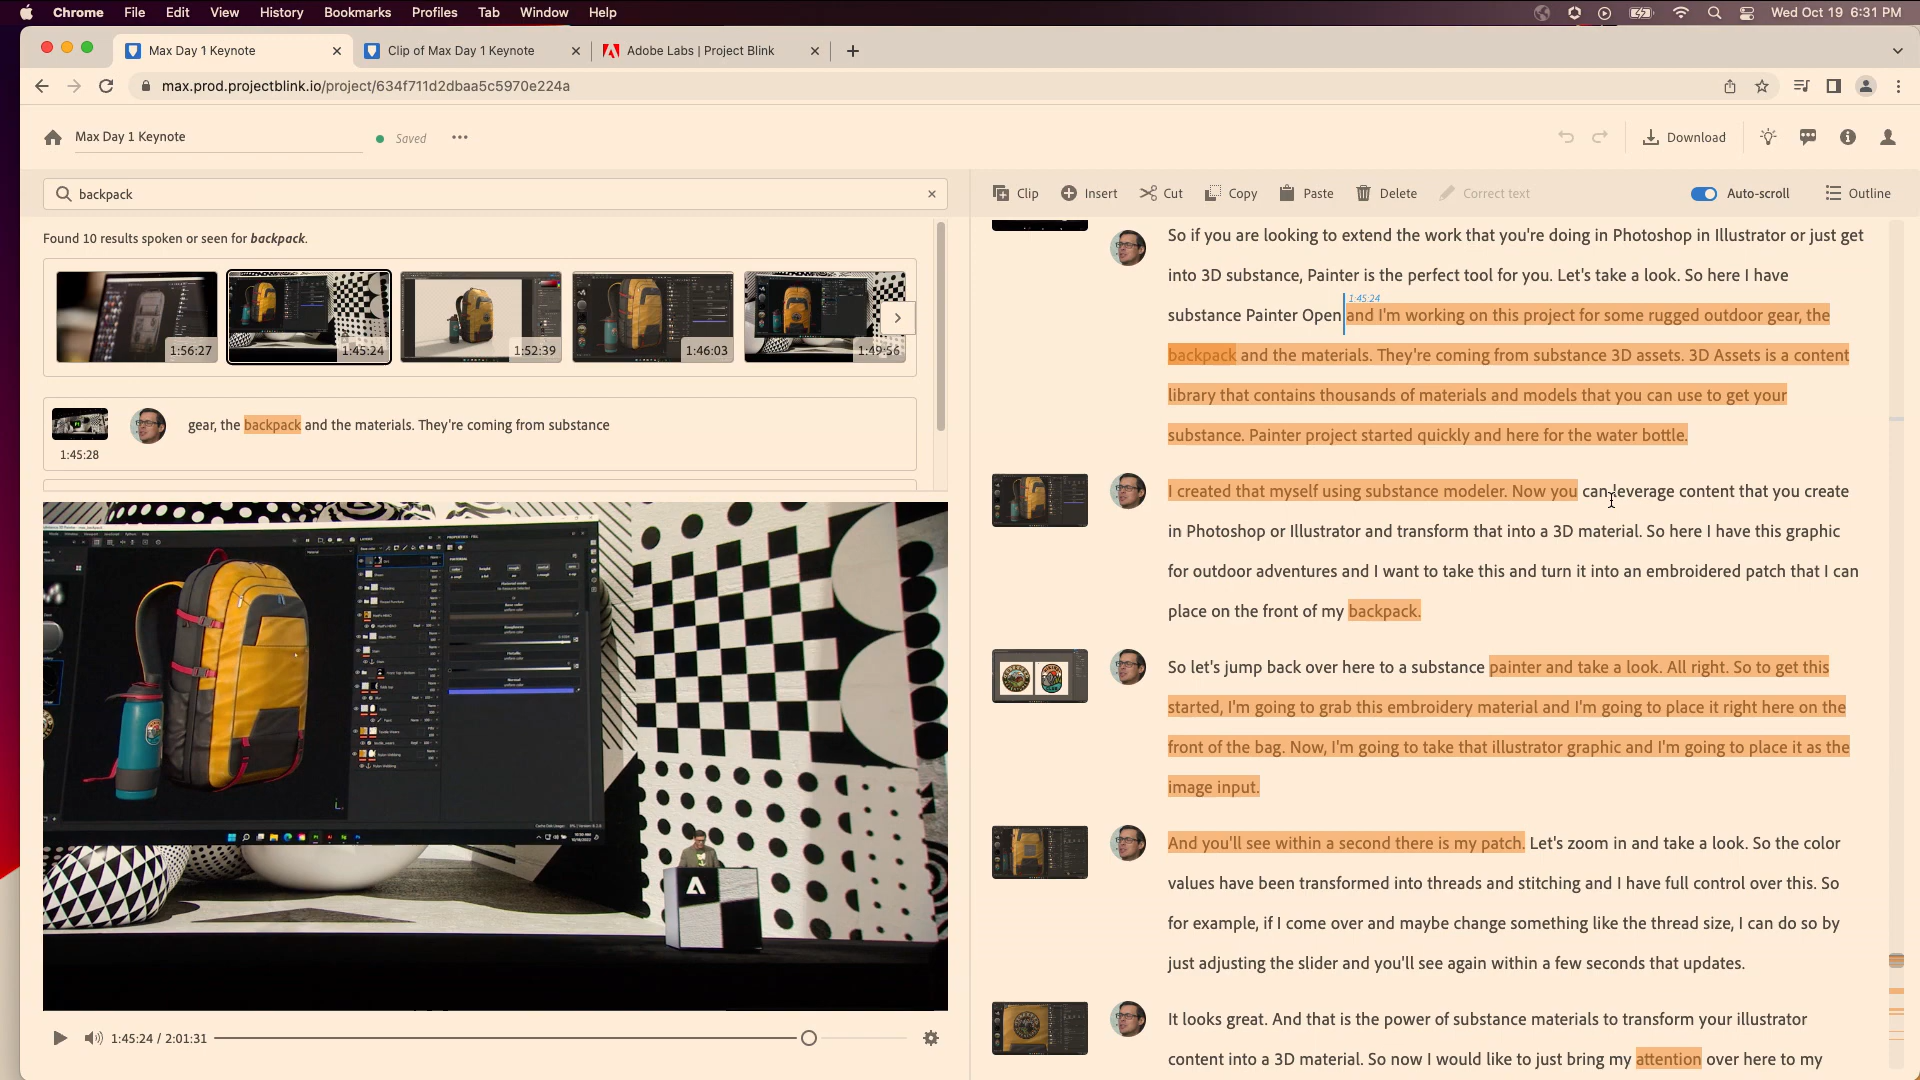 Chrome File Edit View History Bookmarks Profiles Tab Window Help
Wed Oct 19 6:31 PM
Max Day 1 Keynote
Clip of Max Day 1 Keynote
Adobe Labs | Project Blink
max.prod.projectblink.io/project/634f711d2dbaa5c5970e224a
Max Day 1 Keynote
Saved
Download
backpack
Found 10 results spoken or seen for backpack.
1:56:27
1:45:24
1:52:39
1:46:03
1:49:56
gear, the backpack and the materials. They're coming from substance
1:45:28
1:45:24 / 2:01:31
Clip Insert Cut Copy Paste Delete Correct text Auto-scroll Outline
So if you are looking to extend the work that you're doing in Photoshop in Illustrator or just get
into 3D substance, Painter is the perfect tool for you. Let's take a look. So here I have
1:45:24
substance Painter Open and I'm working on this project for some rugged outdoor gear, the
backpack and the materials. They're coming from substance 3D assets. 3D Assets is a content
library that contains thousands of materials and models that you can use to get your
substance. Painter project started quickly and here for the water bottle.
I created that myself using substance modeler. Now you can leverage content that you create
in Photoshop or Illustrator and transform that into a 3D material. So here I have this graphic
for outdoor adventures and I want to take this and turn it into an embroidered patch that I can
place on the front of my backpack.
So let's jump back over here to a substance painter and take a look. All right. So to get this
started, I'm going to grab this embroidery material and I'm going to place it right here on the
front of the bag. Now, I'm going to take that illustrator graphic and I'm going to place it as the
image input.
And you'll see within a second there is my patch. Let's zoom in and take a look. So the color
values have been transformed into threads and stitching and I have full control over this. So
for example, if I come over and maybe change something like the thread size, I can do so by
just adjusting the slider and you'll see again within a few seconds that updates.
It looks great. And that is the power of substance materials to transform your illustrator
content into a 3D material. So now I would like to just bring my attention over here to my